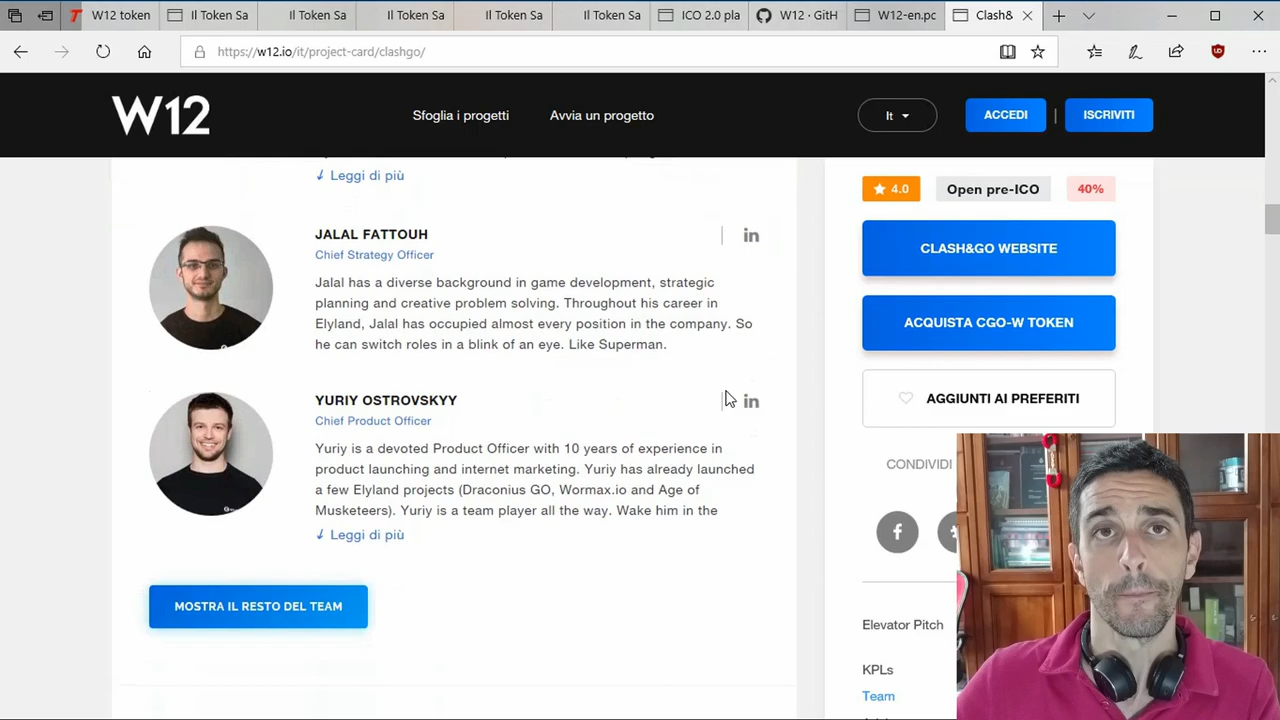 W12 token
Il Token Sa
Il Token Sa
Il Token Sa
Il Token Sa
Il Token Sa
ICO 2.0 pla
W12 · GitH
W12-en.pc
Clash&
https://w12.io/it/project-card/clashgo/
W12
Sfoglia i progetti
Avvia un progetto
It
ACCEDI
ISCRIVITI
Leggi di più
JALAL FATTOUH
in
Chief Strategy Officer
Jalal has a diverse background in game development, strategic
planning and creative problem solving. Throughout his career in
Elyland, Jalal has occupied almost every position in the company. So
he can switch roles in a blink of an eye. Like Superman.
YURIY OSTROVSKYY
in
Chief Product Officer
Yuriy is a devoted Product Officer with 10 years of experience in
product launching and internet marketing. Yuriy has already launched
a few Elyland projects (Draconius GO, Wormax.io and Age of
Musketeers). Yuriy is a team player all the way. Wake him in the
Leggi di più
MOSTRA IL RESTO DEL TEAM
4.0
Open pre-ICO
40%
CLASH&GO WEBSITE
ACQUISTA CGO-W TOKEN
AGGIUNTI AI PREFERITI
CONDIVIDI
f
Elevator Pitch
KPLs
Team